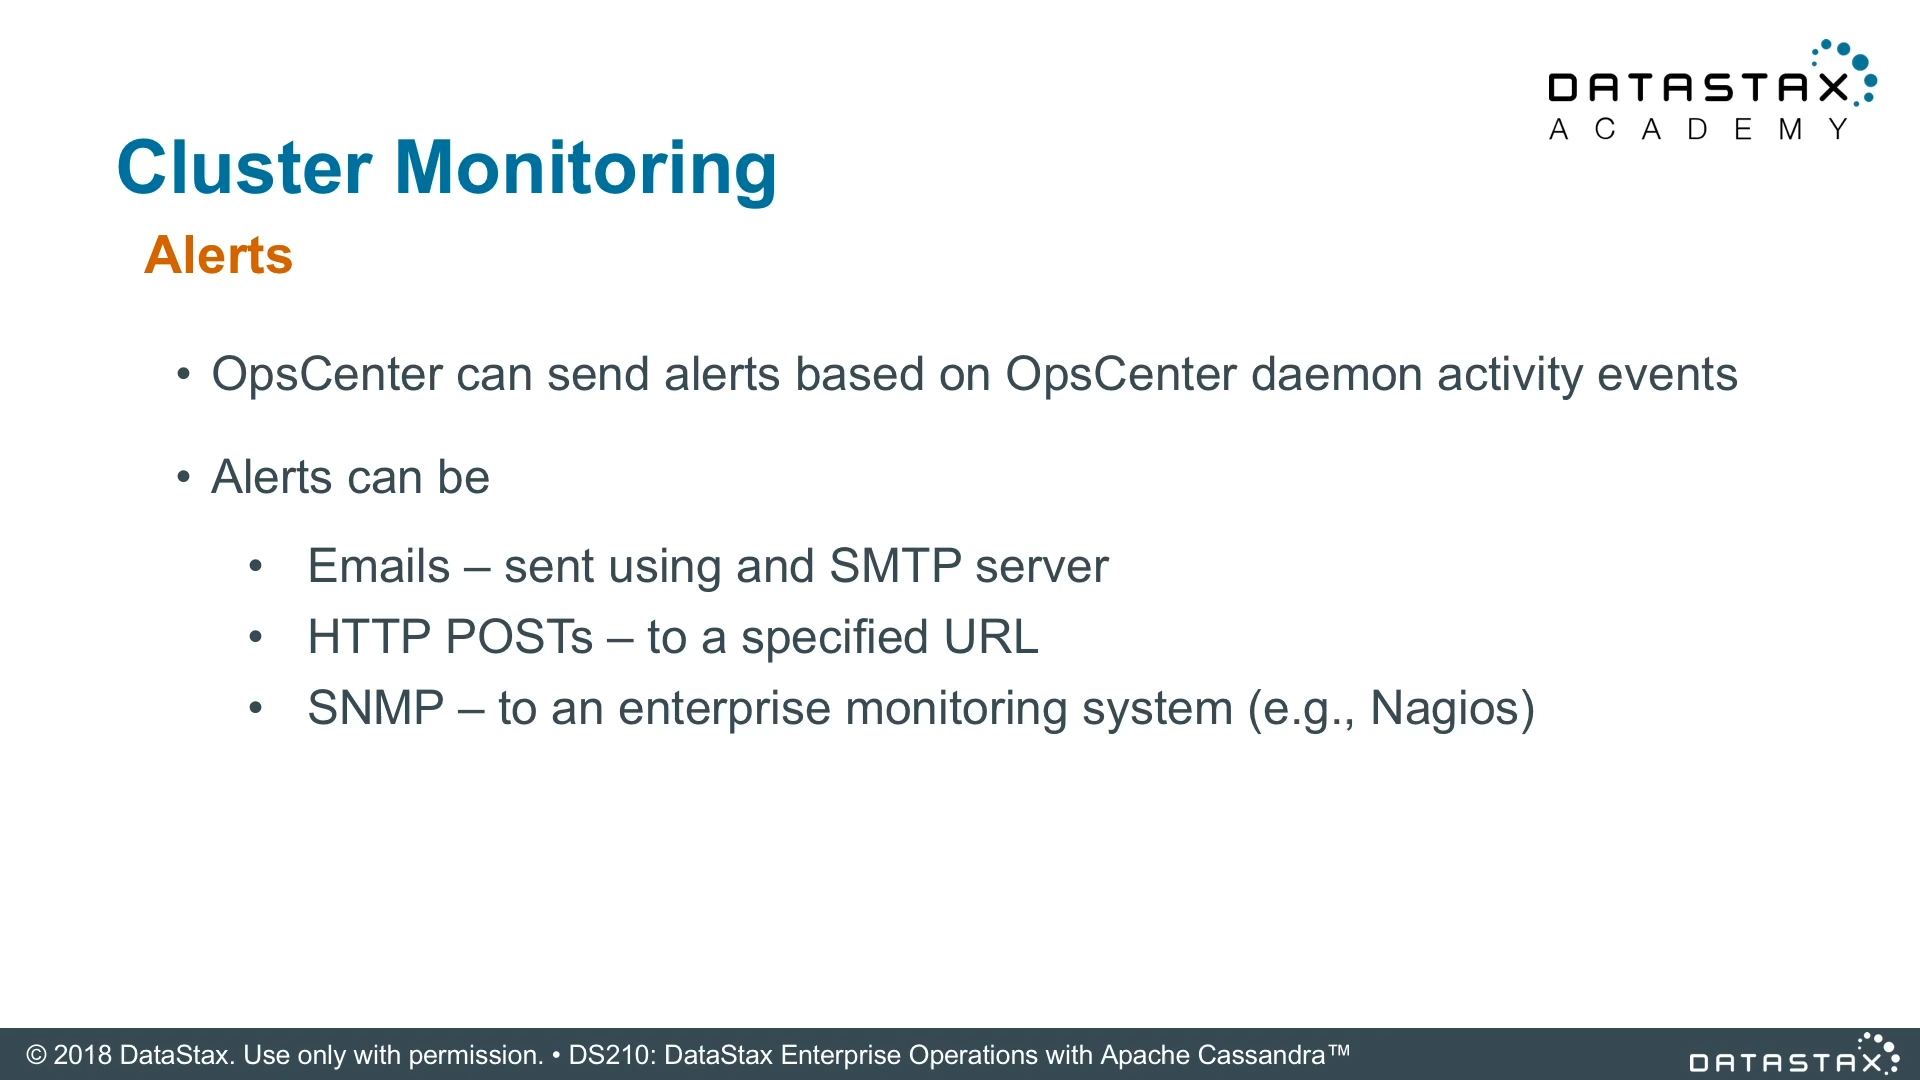 DATASTAX
ACADEMY
Cluster Monitoring
Alerts
• OpsCenter can send alerts based on OpsCenter daemon activity events
• Alerts can be
• Emails – sent using and SMTP server
• HTTP POSTs – to a specified URL
• SNMP – to an enterprise monitoring system (e.g., Nagios)
© 2018 DataStax. Use only with permission. • DS210: DataStax Enterprise Operations with Apache Cassandra™
DATASTAX